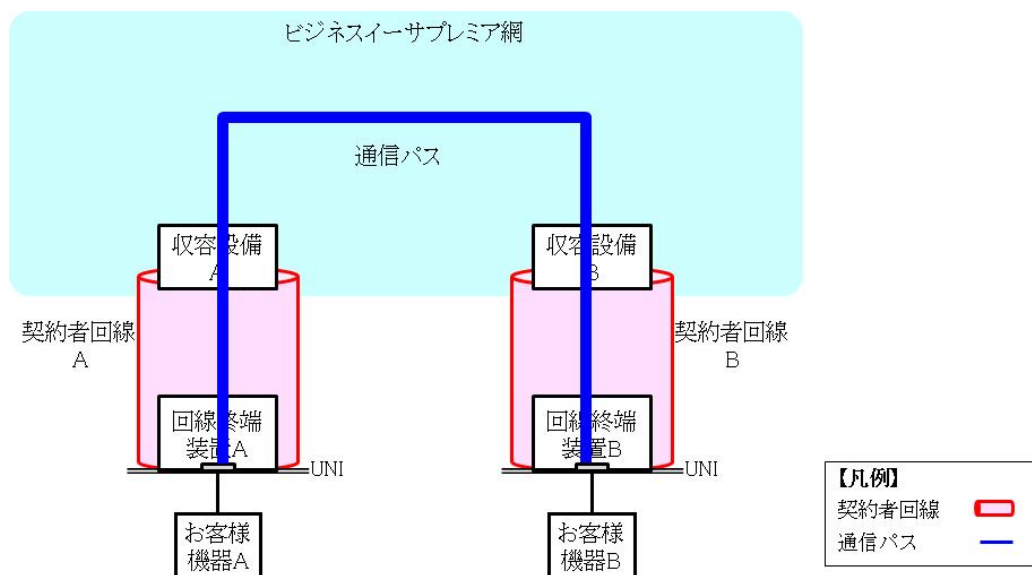 ビジネスイーサプレミア網
通信パス
収容設備
A
収容設備
B
契約者回線
A
契約者回線
B
回線終端
装置A
回線終端
装置B
UNI
UNI
お客様
機器A
お客様
機器B
【凡例】
契約者回線
通信パス